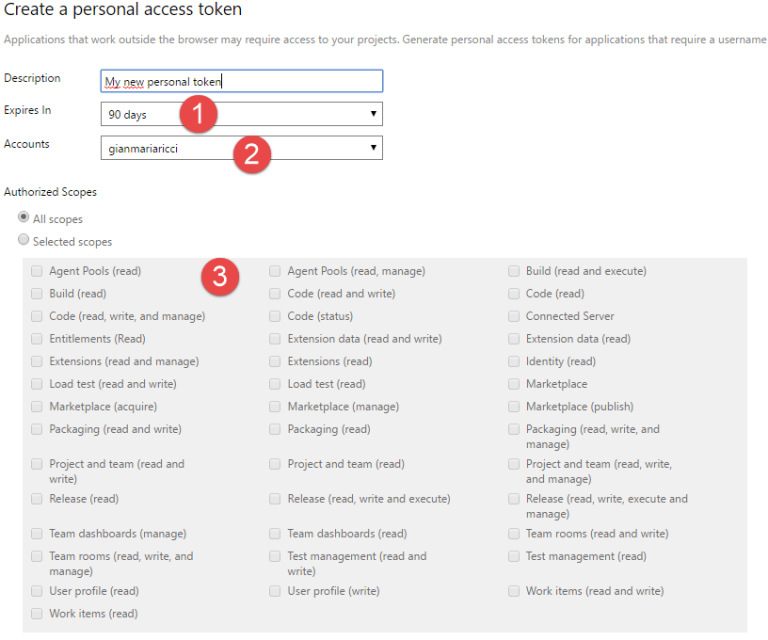 Create a personal access token
Applications that work outside the browser may require access to your projects. Generate personal access tokens for applications that require a username
Description
My new personal token
Expires In
90 days
1
Accounts
gianmariaricci
2
Authorized Scopes
All scopes
Selected scopes
3
Agent Pools (read)
Agent Pools (read, manage)
Build (read and execute)
Build (read)
Code (read and write)
Code (read)
Code (read, write, and manage)
Code (status)
Connected Server
Entitlements (Read)
Extension data (read and write)
Extension data (read)
Extensions (read and manage)
Extensions (read)
Identity (read)
Load test (read and write)
Load test (read)
Marketplace
Marketplace (acquire)
Marketplace (manage)
Marketplace (publish)
Packaging (read and write)
Packaging (read)
Packaging (read, write, and
manage)
Project and team (read and
write)
Project and team (read)
Project and team (read, write,
and manage)
Release (read)
Release (read, write and execute)
Release (read, write, execute and
manage)
Team dashboards (manage)
Team dashboards (read)
Team rooms (read and write)
Team rooms (read, write, and
manage)
Test management (read and
write)
Test management (read)
User profile (read)
User profile (write)
Work items (read and write)
Work items (read)